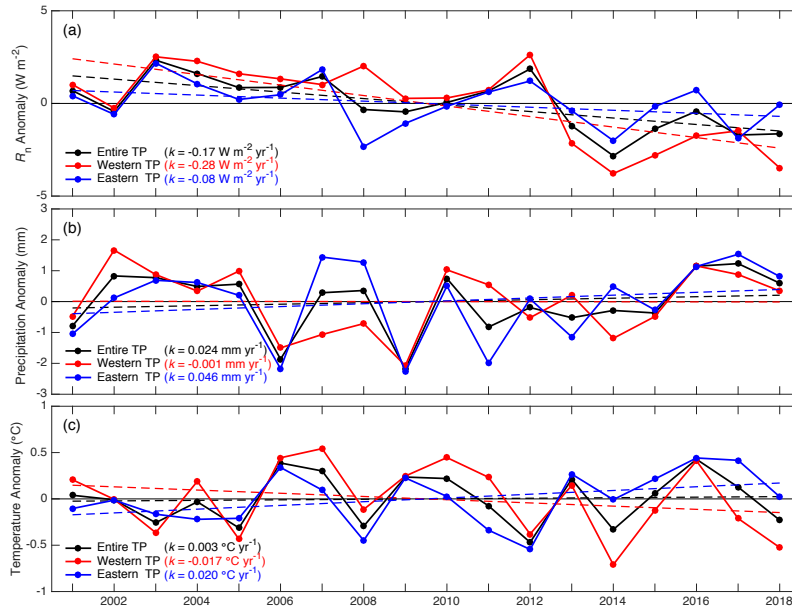 (a)
Rn Anomaly (W m-2)
5
0
-5
Entire TP (k = -0.17 W m-2 yr-1)
Western TP (k = -0.28 W m-2 yr-1)
Eastern TP (k = -0.08 W m-2 yr-1)
(b)
Precipitation Anomaly (mm)
3
2
1
0
-1
-2
-3
Entire TP (k = 0.024 mm yr-1)
Western TP (k = -0.001 mm yr-1)
Eastern TP (k = 0.046 mm yr-1)
(c)
Temperature Anomaly (°C)
1
0.5
0
-0.5
-1
Entire TP (k = 0.003 °C yr-1)
Western TP (k = -0.017 °C yr-1)
Eastern TP (k = 0.020 °C yr-1)
2002 2004 2006 2008 2010 2012 2014 2016 2018